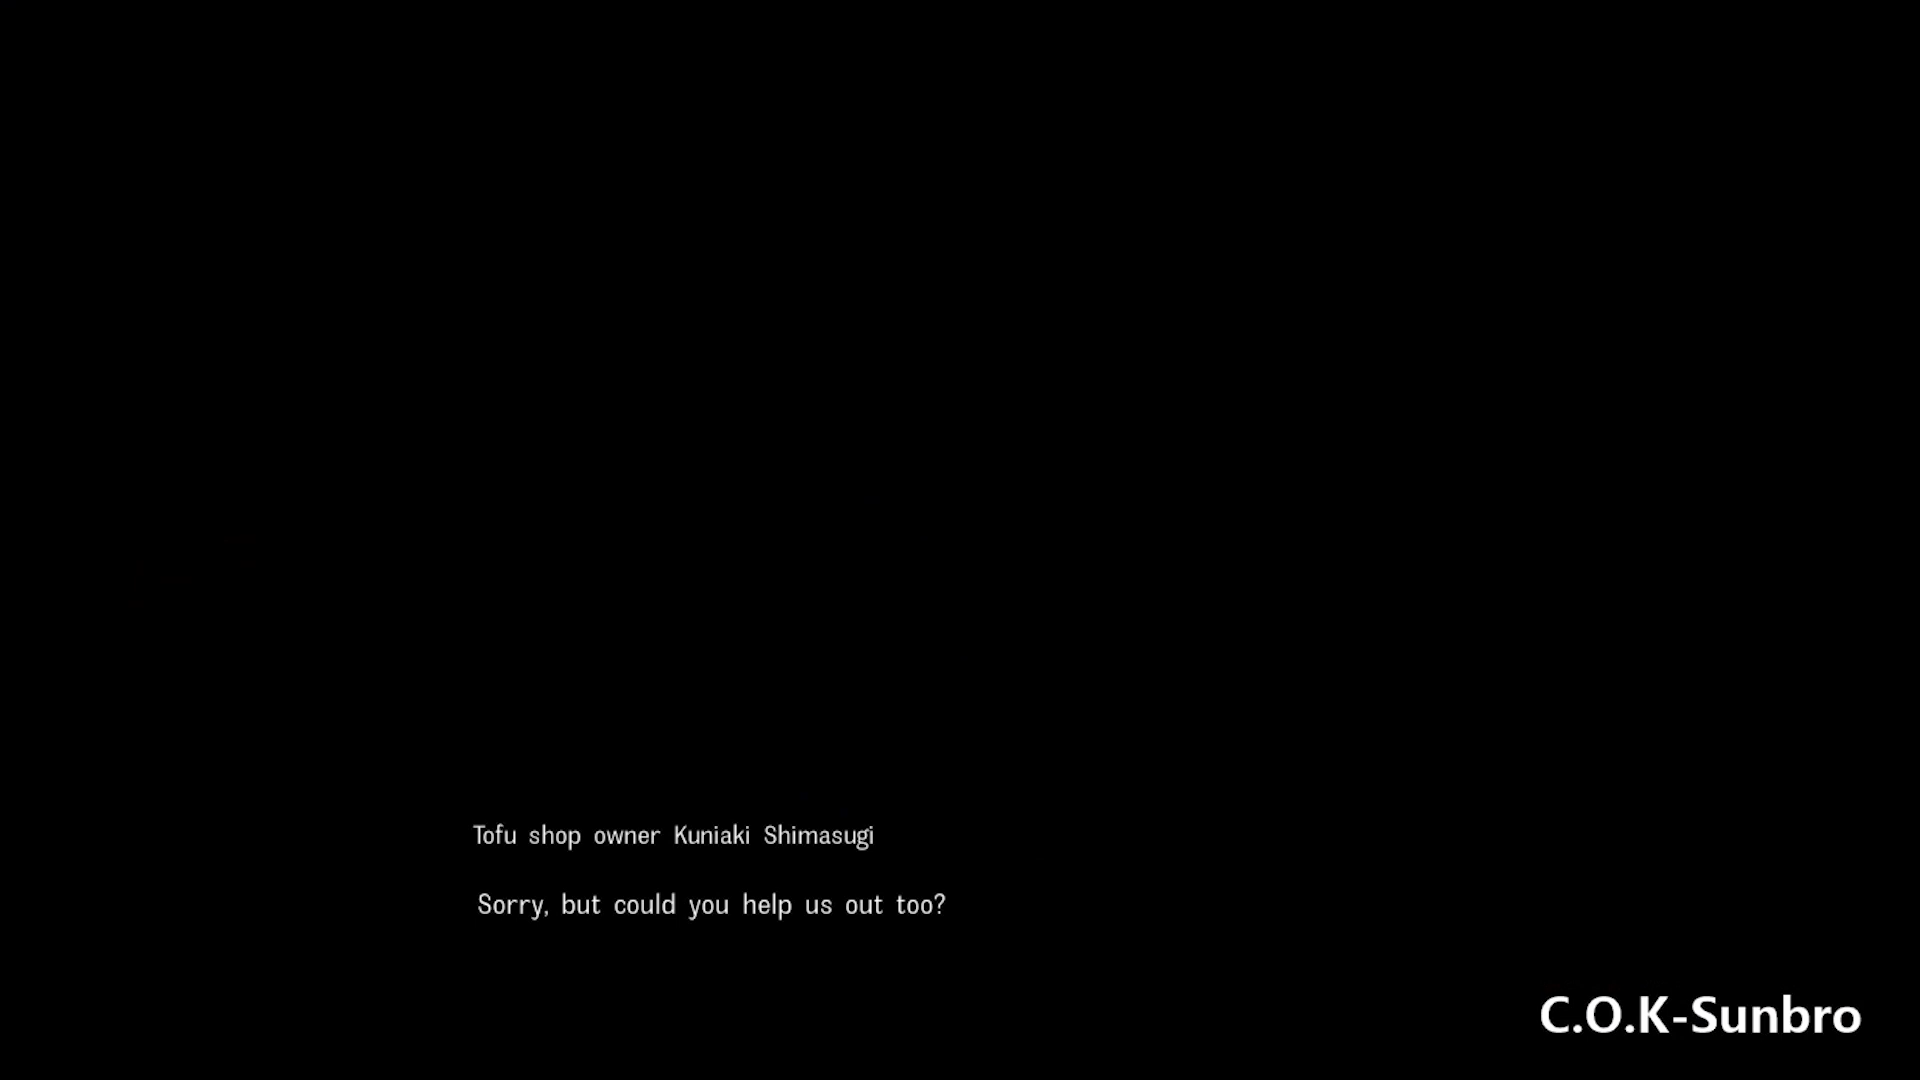 Tofu shop owner Kuniaki Shimasugi
Sorry, but could you help us out too?
C.O.K-Sunbro